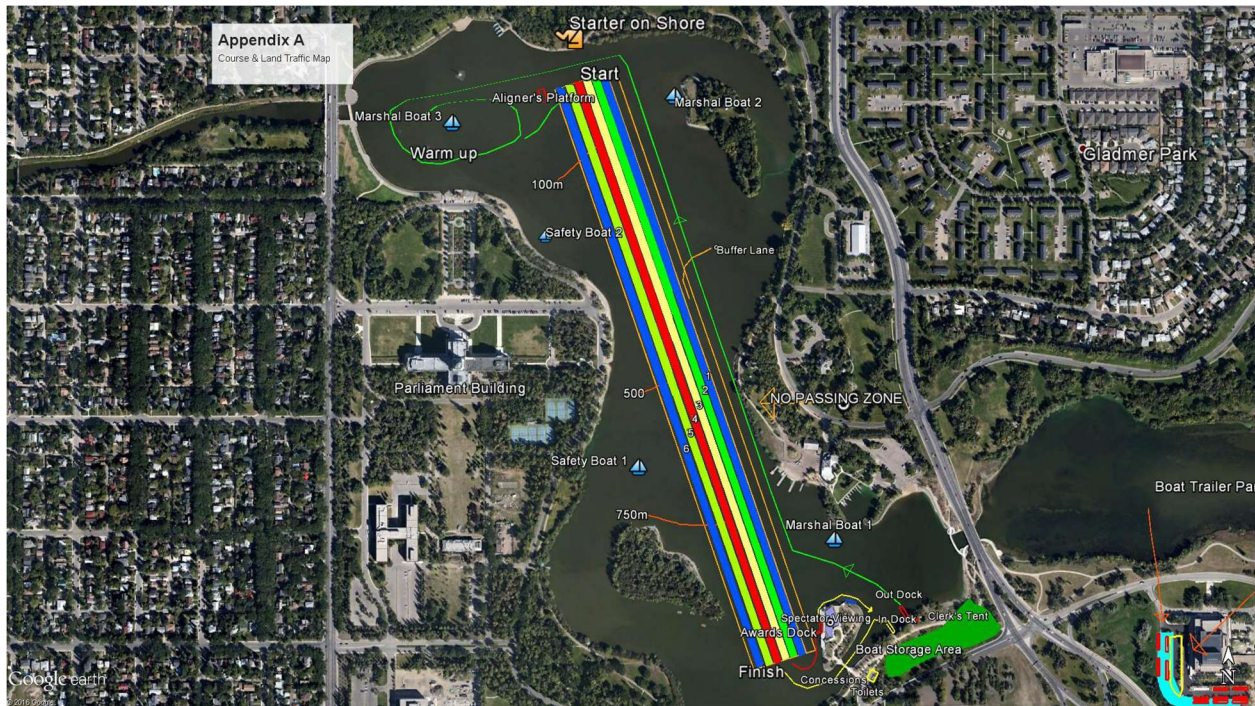 Appendix A
Course & Land Traffic Map
Starter on Shore
Start
Aligner's Platform
Marshal Boat 2
Marshal Boat 3
Warm up
Gladmer Park
100m
Safety Boat 2
Buffer Lane
Parliament Building
500
1
2
3
4
5
6
NO PASSING ZONE
Safety Boat 1
Boat Trailer Par
750m
Marshal Boat 1
Out Dock
Spectator Viewing
In Dock
Clerk's Tent
Awards Dock
Boat Storage Area
Finish
Concessions
Toilets
N
Google earth
© 2016 Google